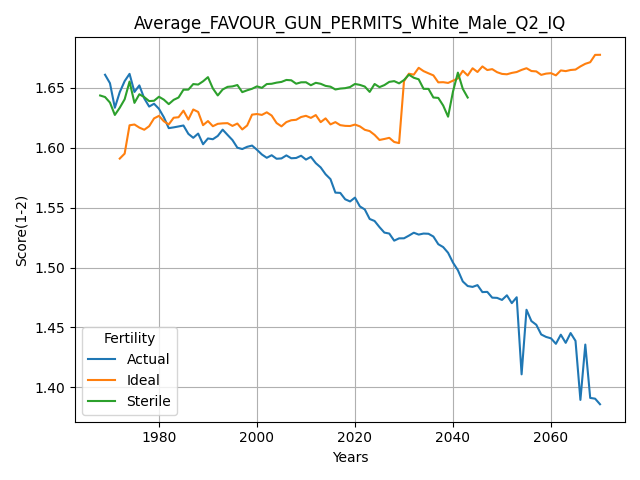 Average_FAVOUR_GUN_PERMITS_White_Male_Q2_IQ
1.65
1.60
1.55
1.50
1.45
1.40
Score(1-2)
Fertility
Actual
Ideal
Sterile
1980
2000
2020
2040
2060
Years